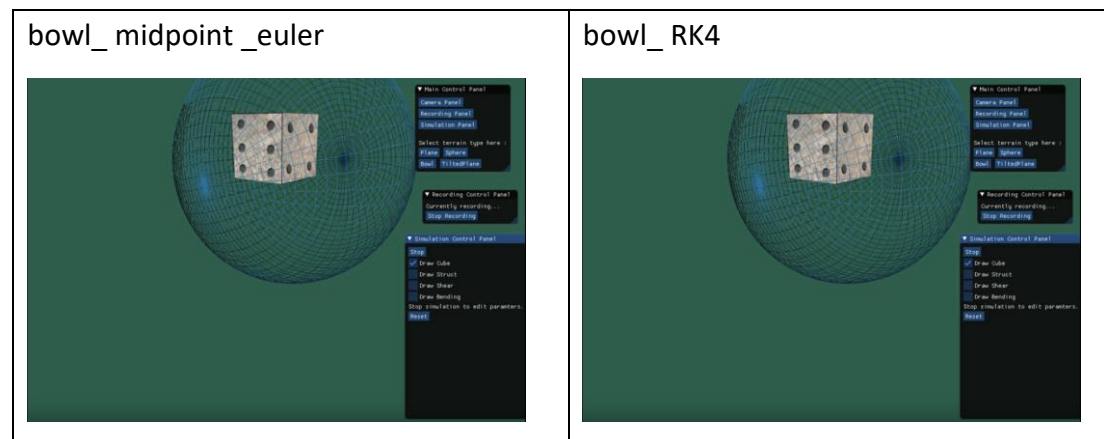 bowl_ midpoint _euler
▼ Main Control Panel
Camera Panel
Recording Panel
Simulation Panel
Select terrain type here :
Plane Sphere
Bowl TiltedPlane
▼ Recording Control Panel
Currently recording...
Stop Recording
▼ Simulation Control Panel
Stop
Draw Cube
Draw Struct
Draw Shear
Draw Bending
Stop simulation to edit paramters.
Reset
bowl_ RK4
▼ Main Control Panel
Camera Panel
Recording Panel
Simulation Panel
Select terrain type here :
Plane Sphere
Bowl TiltedPlane
▼ Recording Control Panel
Currently recording...
Stop Recording
▼ Simulation Control Panel
Stop
Draw Cube
Draw Struct
Draw Shear
Draw Bending
Stop simulation to edit paramters.
Reset